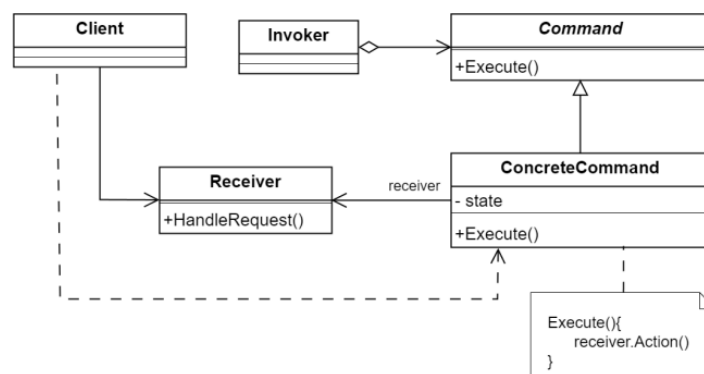 Client
Invoker
Command
+Execute()
Receiver
+HandleRequest()
receiver
ConcreteCommand
- state
+Execute()
Execute(){
receiver.Action()
}